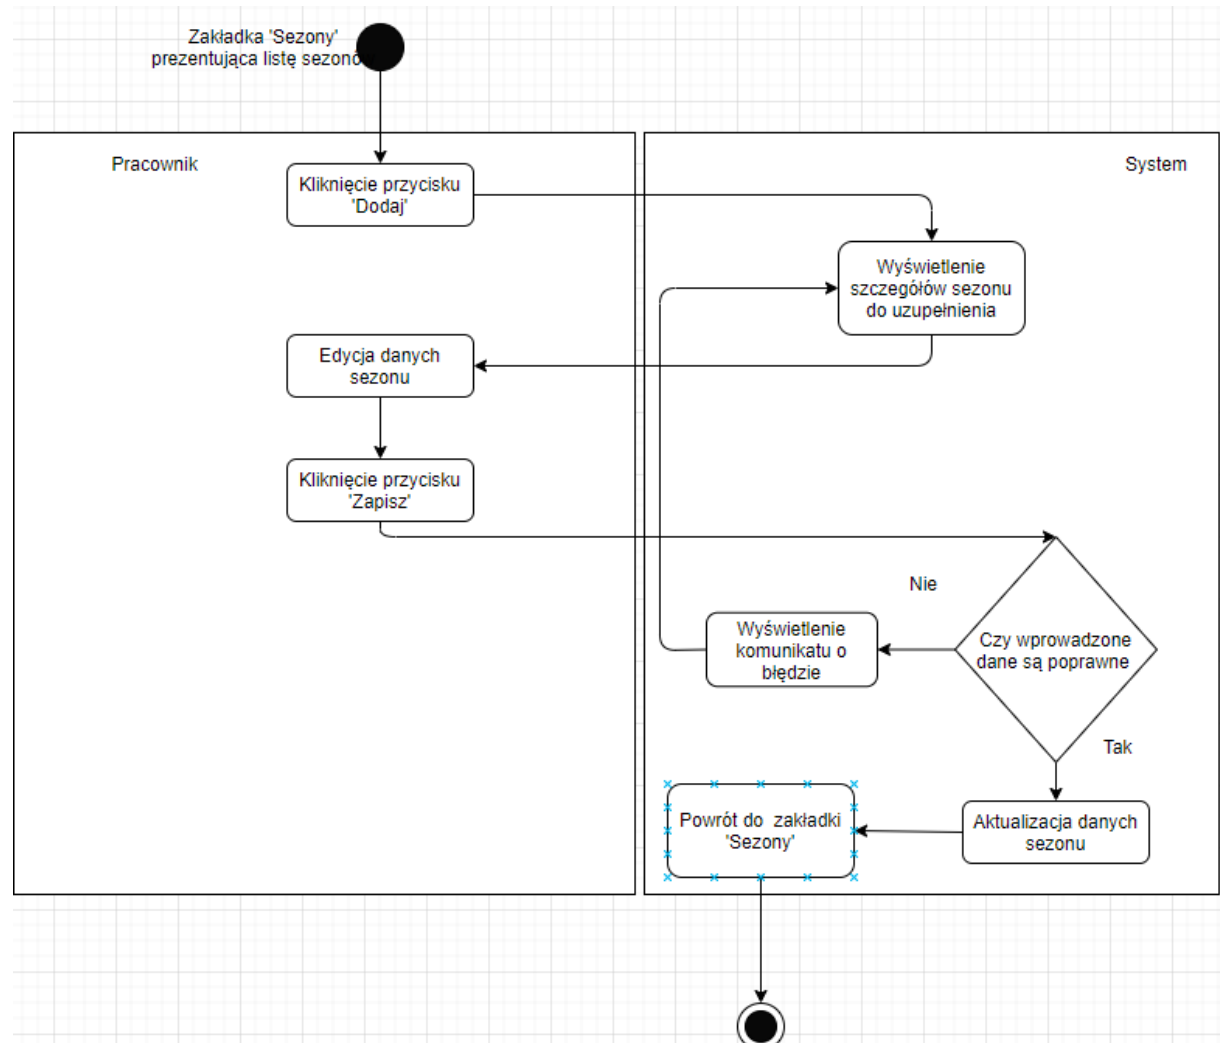 Zakładka 'Sezony'
prezentująca listę sezonów
Pracownik
System
Kliknięcie przycisku
'Dodaj'
Wyświetlenie
szczegółów sezonu
do uzupełnienia
Edycja danych
sezonu
Kliknięcie przycisku
'Zapisz'
Nie
Wyświetlenie
komunikatu o
błędzie
Czy wprowadzone
dane są poprawne
Tak
Powrót do zakładki
'Sezony'
Aktualizacja danych
sezonu